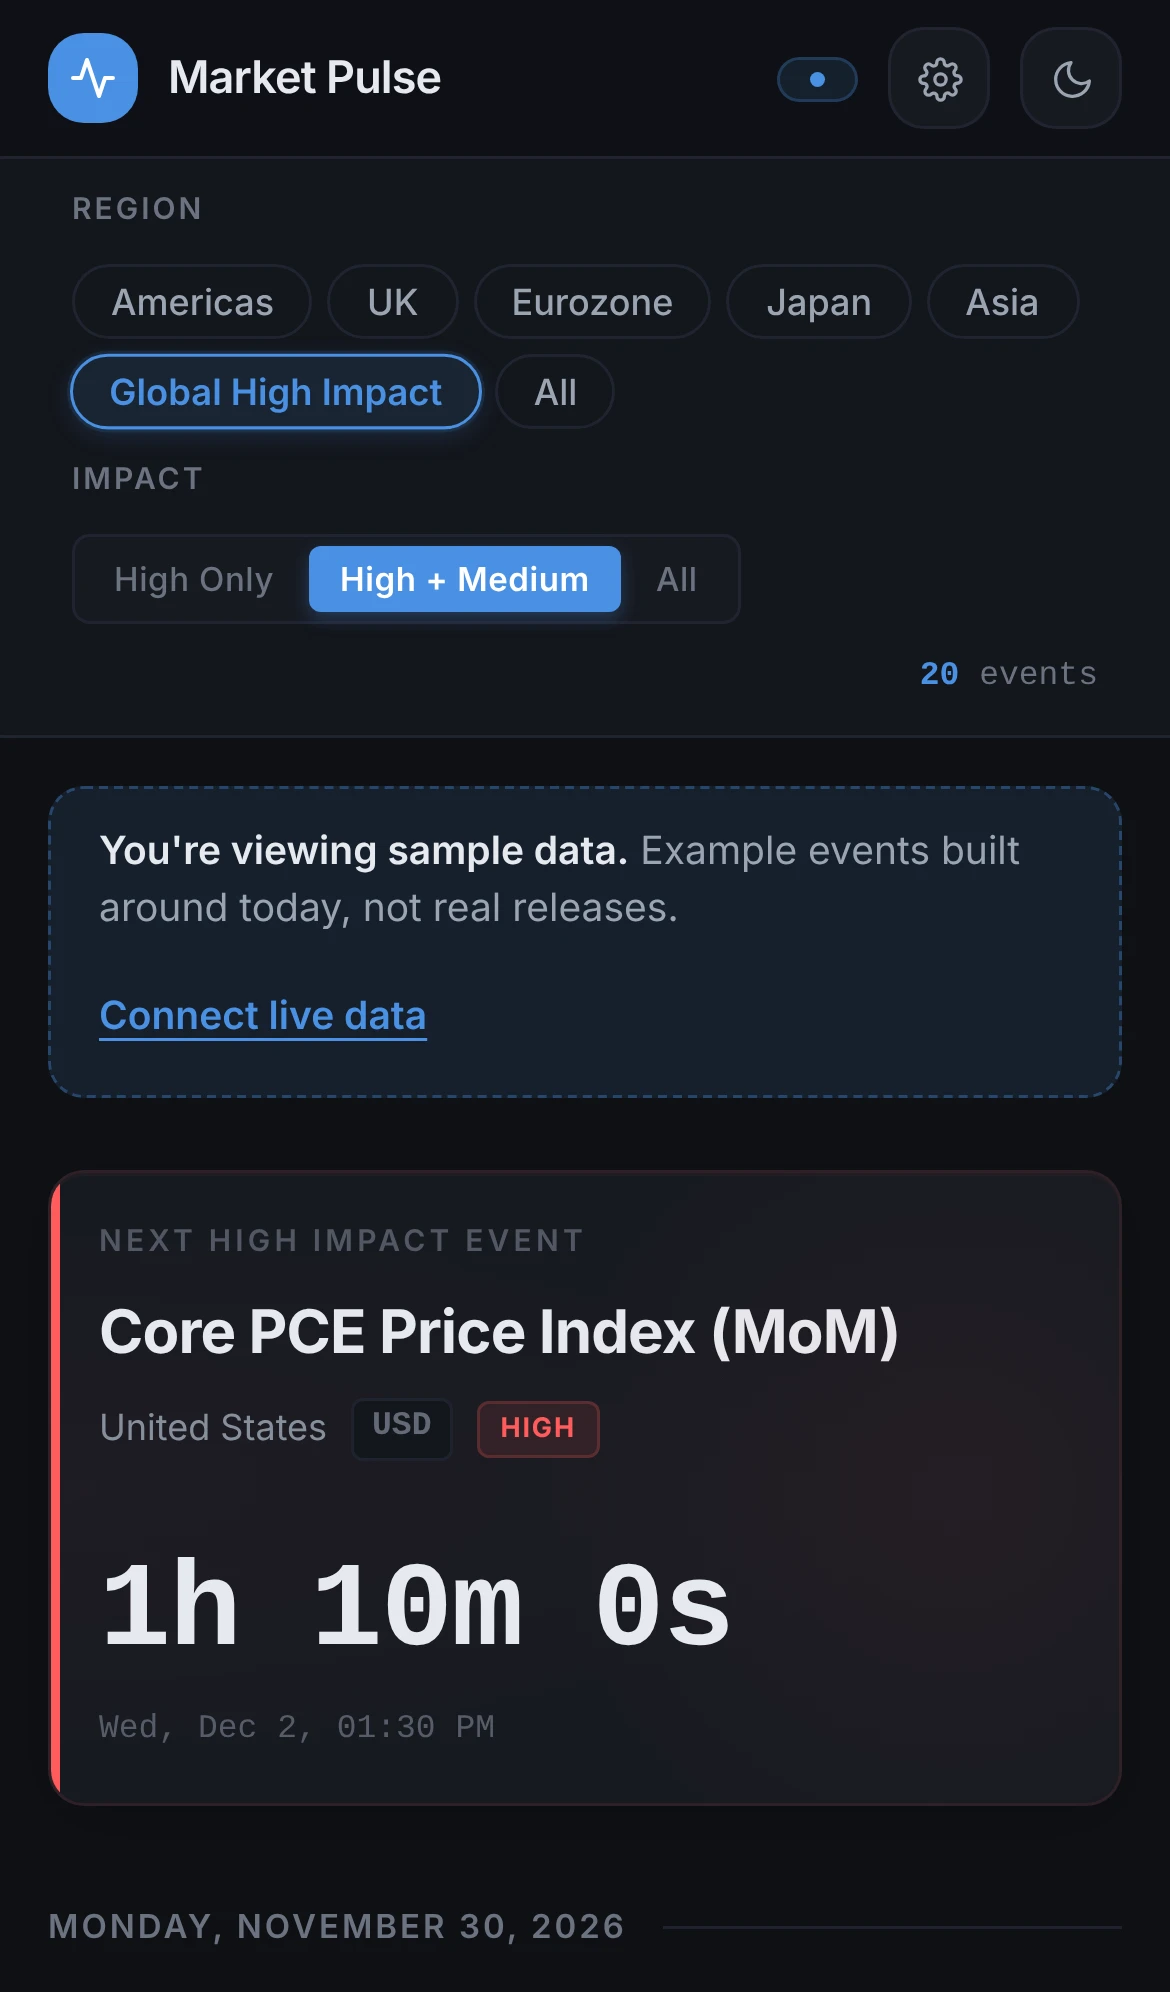 Market Pulse
REGION
Americas UK Eurozone Japan Asia
Global High Impact All
IMPACT
High Only High + Medium All
20 events
You're viewing sample data. Example events built
around today, not real releases.
Connect live data
NEXT HIGH IMPACT EVENT
Core PCE Price Index (MoM)
United States USD HIGH
1h 10m 0s
Wed, Dec 2, 01:30 PM
MONDAY, NOVEMBER 30, 2026